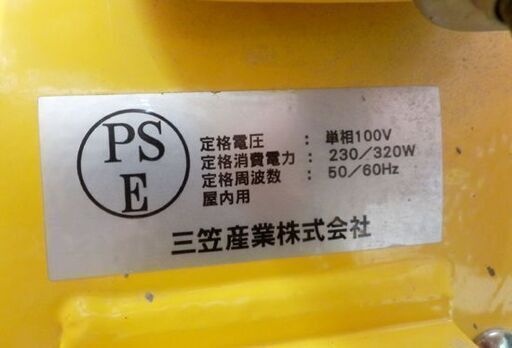 PS
E
定格電圧 : 単相100V
定格消費電力 : 230/320W
定格周波数 : 50/60Hz
屋内用
三笠産業株式会社